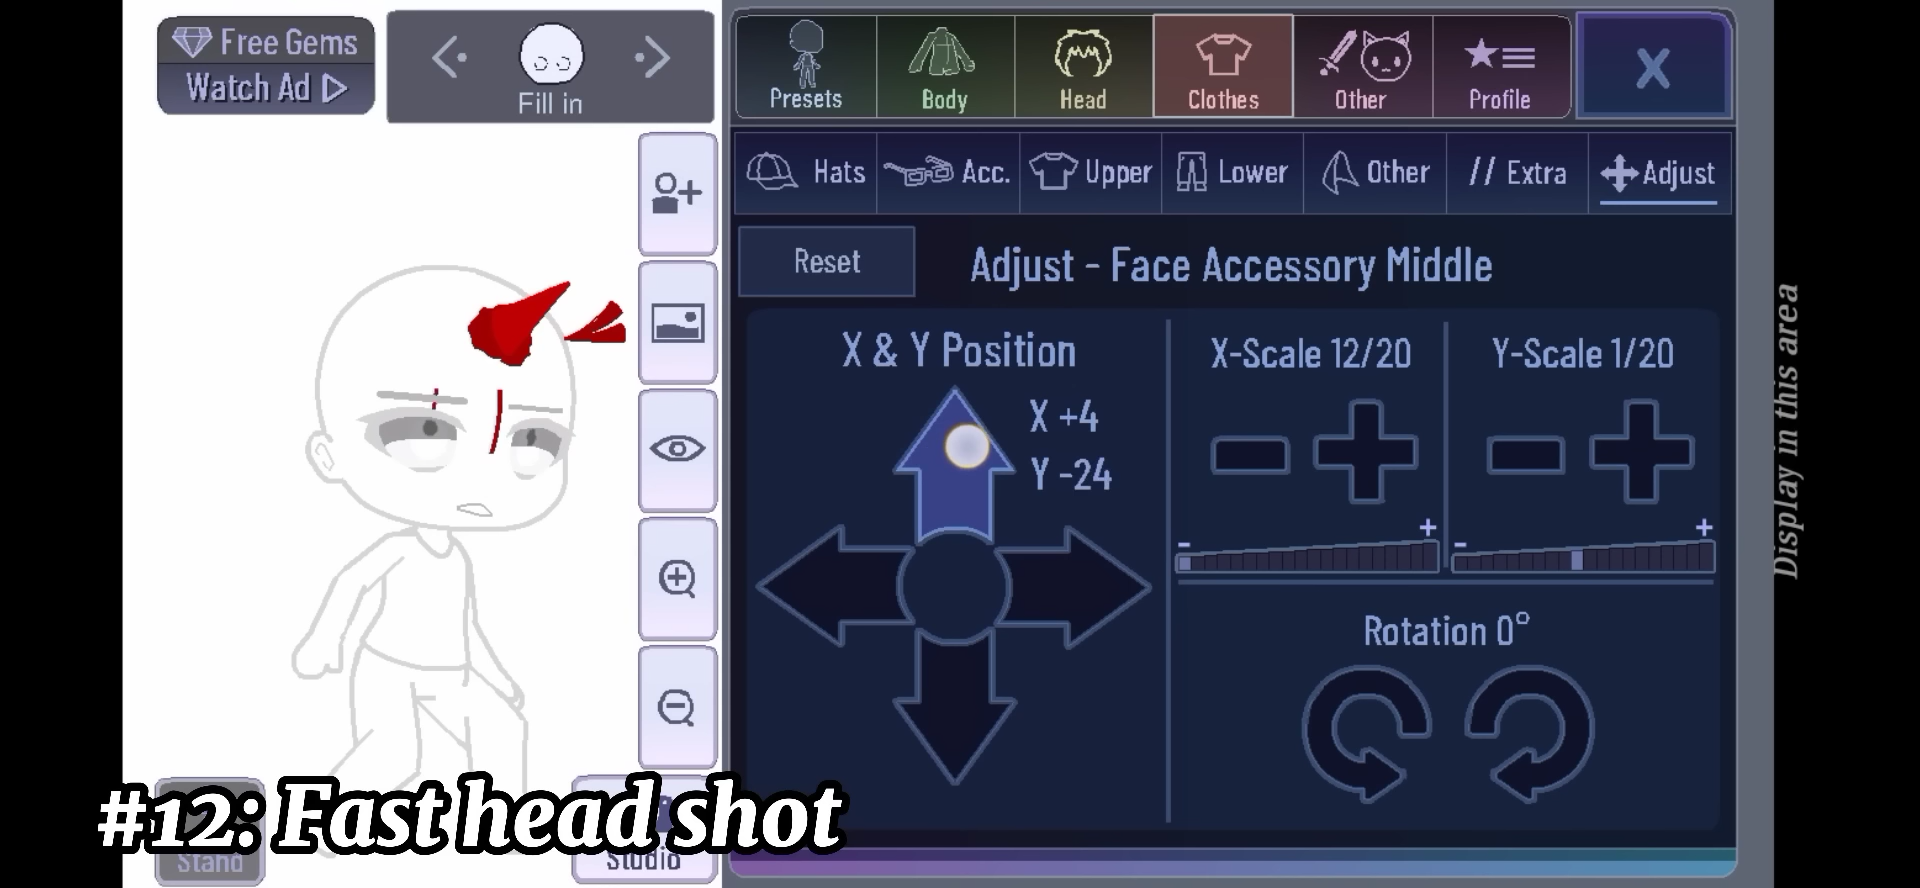 Free Gems
Watch Ad
Fill in
Presets
Body
Head
Clothes
Other
Profile
X
Hats
Acc.
Upper
Lower
Other
// Extra
Adjust
Reset
Adjust - Face Accessory Middle
X & Y Position
X +4
Y -24
X-Scale 12/20
- +
Y-Scale 1/20
- +
Rotation 0°
Display in this area
#12: Fast head shot
Stand
Studio